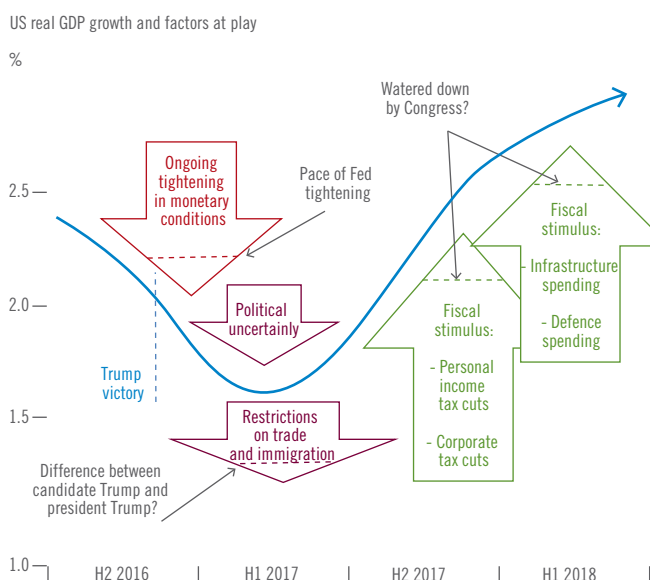 US real GDP growth and factors at play
%
Watered down
by Congress?
Ongoing
tightening
in monetary
conditions
Pace of Fed
tightening
2.5
Fiscal
stimulus:
- Infrastructure
spending
- Defence
spending
2.0
Political
uncertainly
Fiscal
stimulus:
- Personal
income
tax cuts
- Corporate
tax cuts
Trump
victory
1.5
Restrictions
on trade
and immigration
Difference between
candidate Trump and
president Trump?
1.0
H2 2016
H1 2017
H2 2017
H1 2018